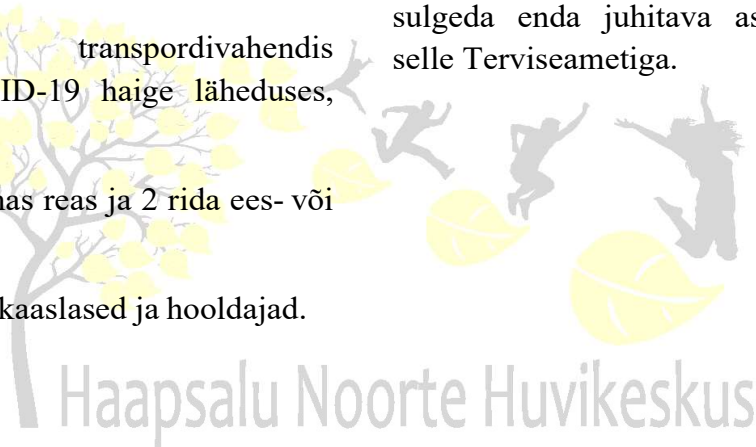 transpordivahendis
ID-19 haige läheduses,
nas reas ja 2 rida ees- või
kaaslased ja hooldajad.
sulgeda enda juhitava as
selle Terviseametiga.
Haapsalu Noorte Huvikeskus